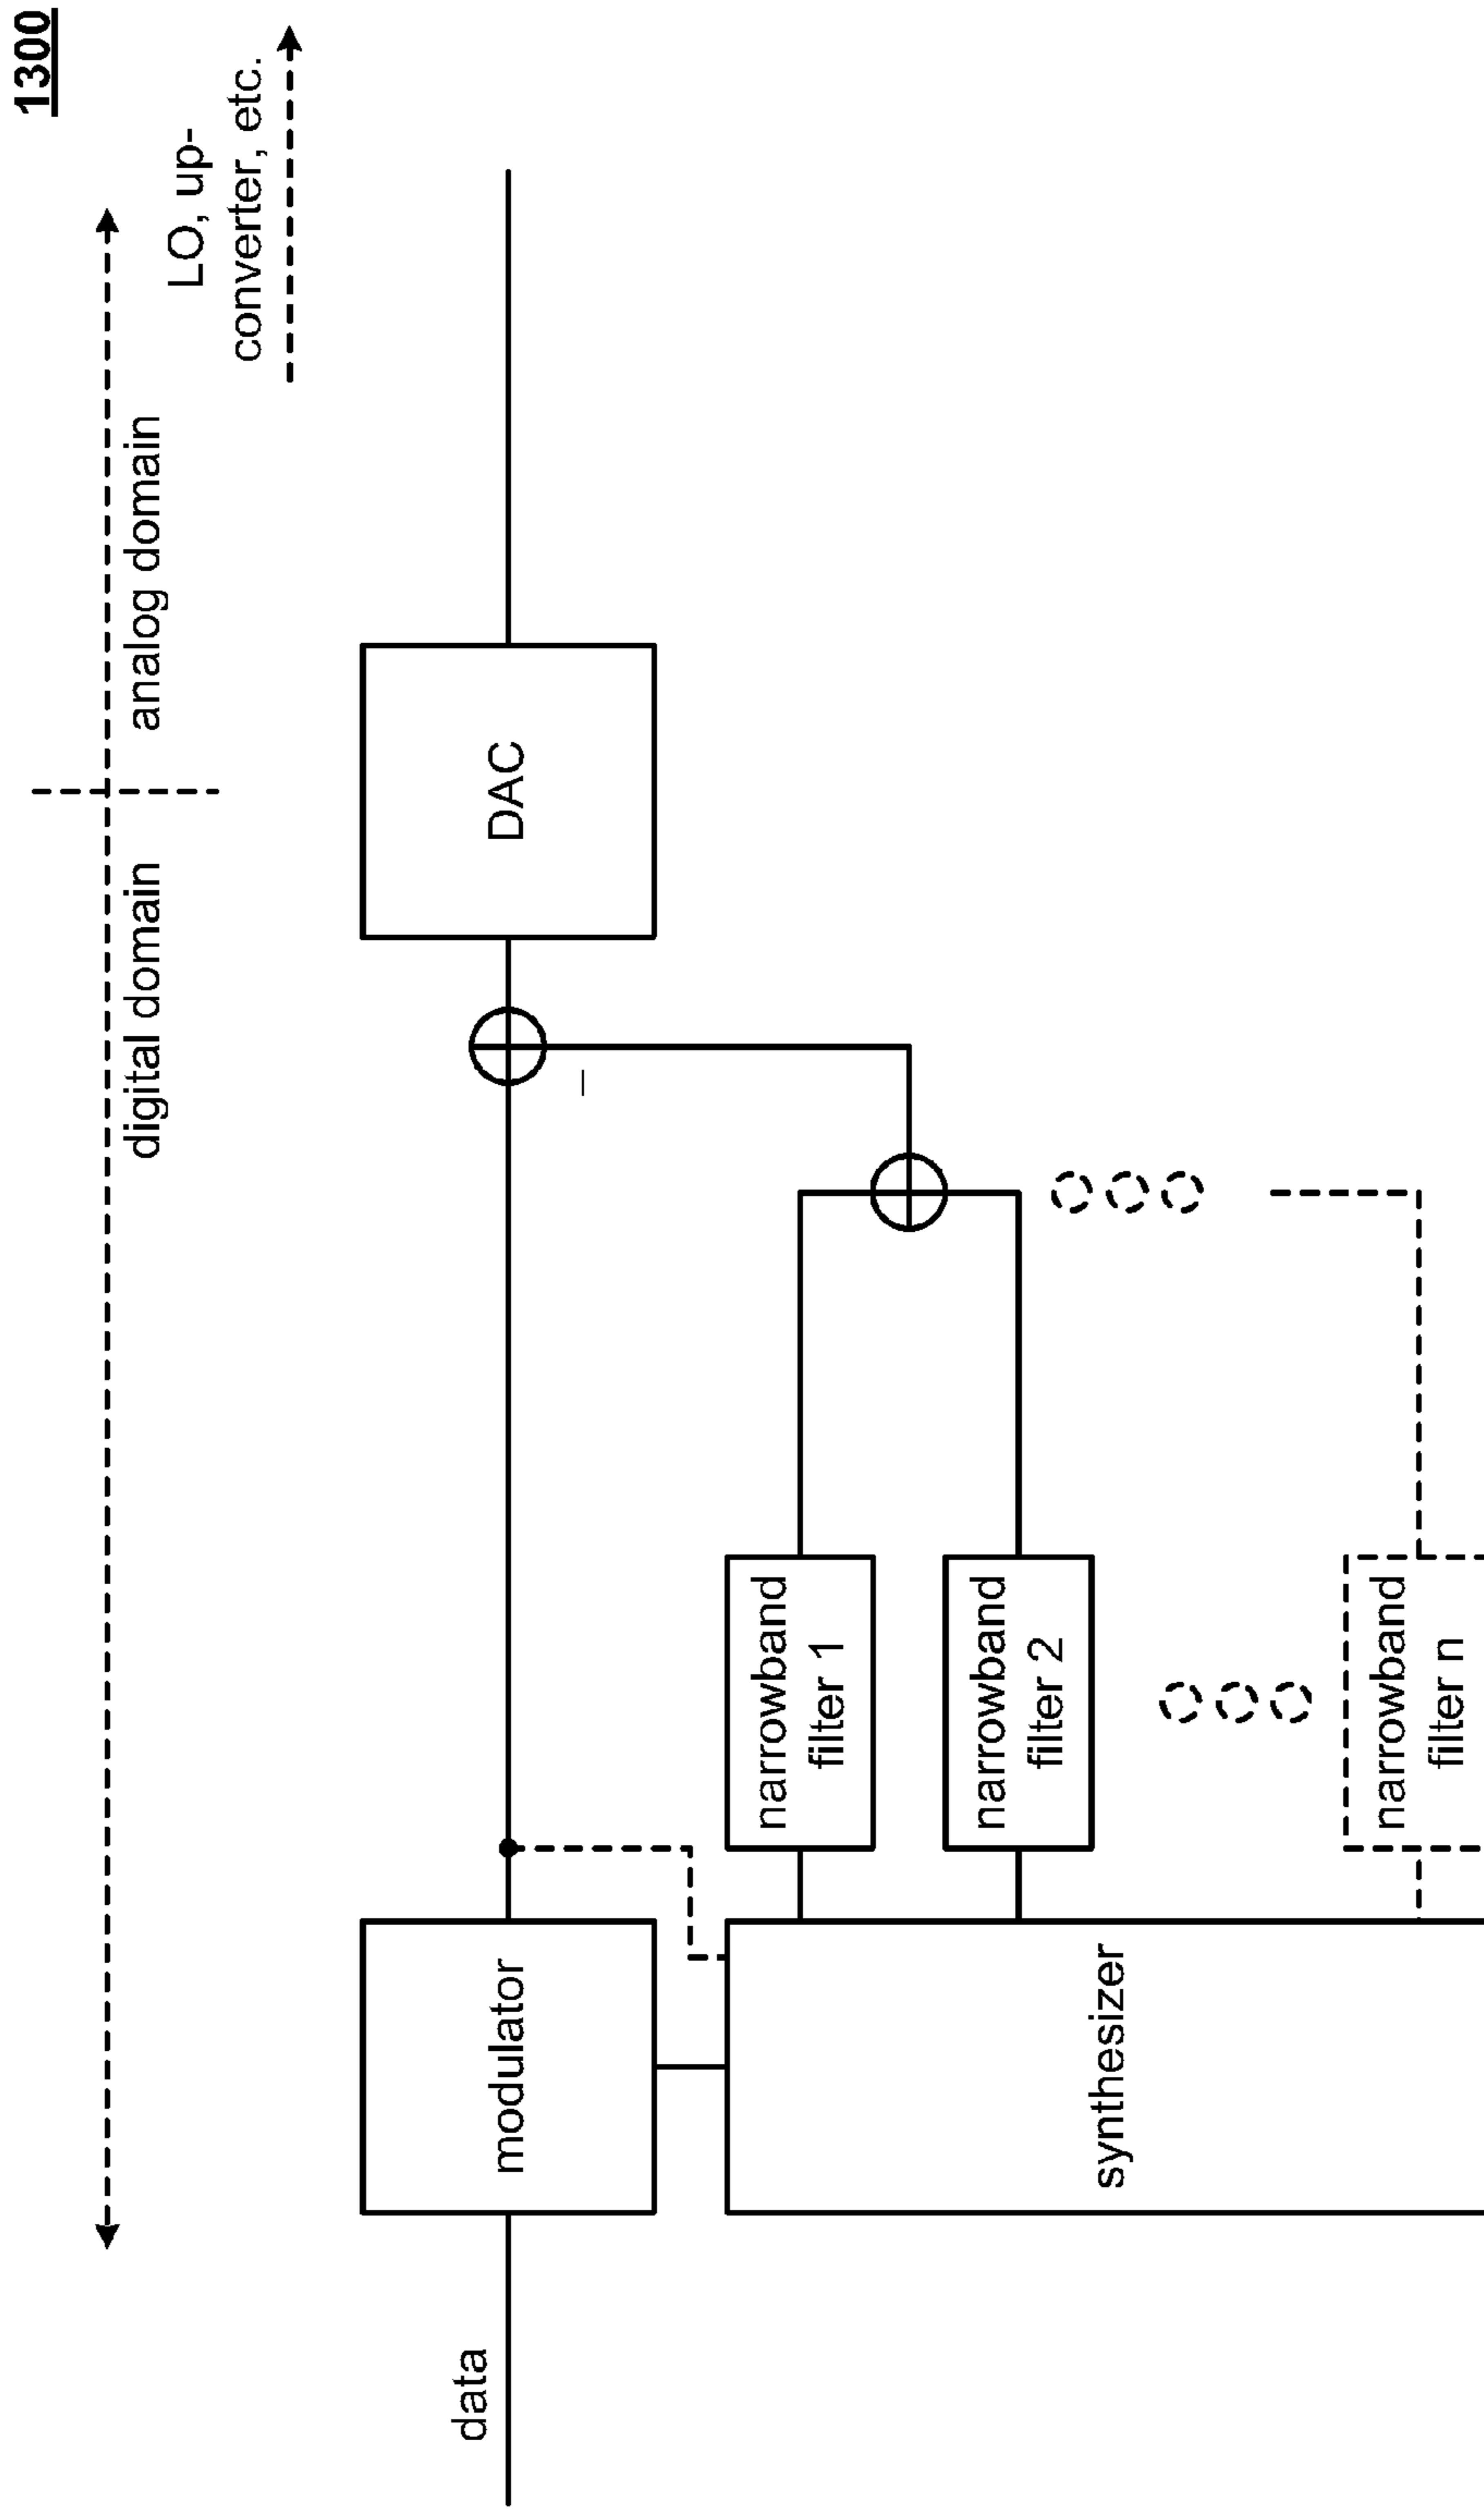 1300
digital domain
analog domain
LO, up-
converter, etc.
data
modulator
DAC
–
synthesizer
narrowband
filter 1
narrowband
filter 2
narrowband
filter n